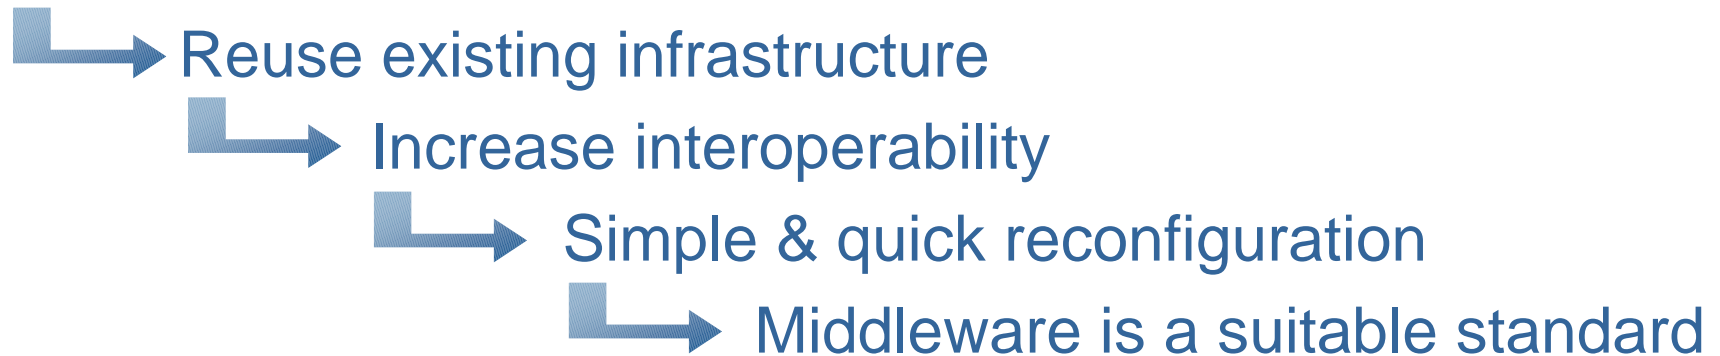 Reuse existing infrastructure
Increase interoperability
Simple & quick reconfiguration
Middleware is a suitable standard